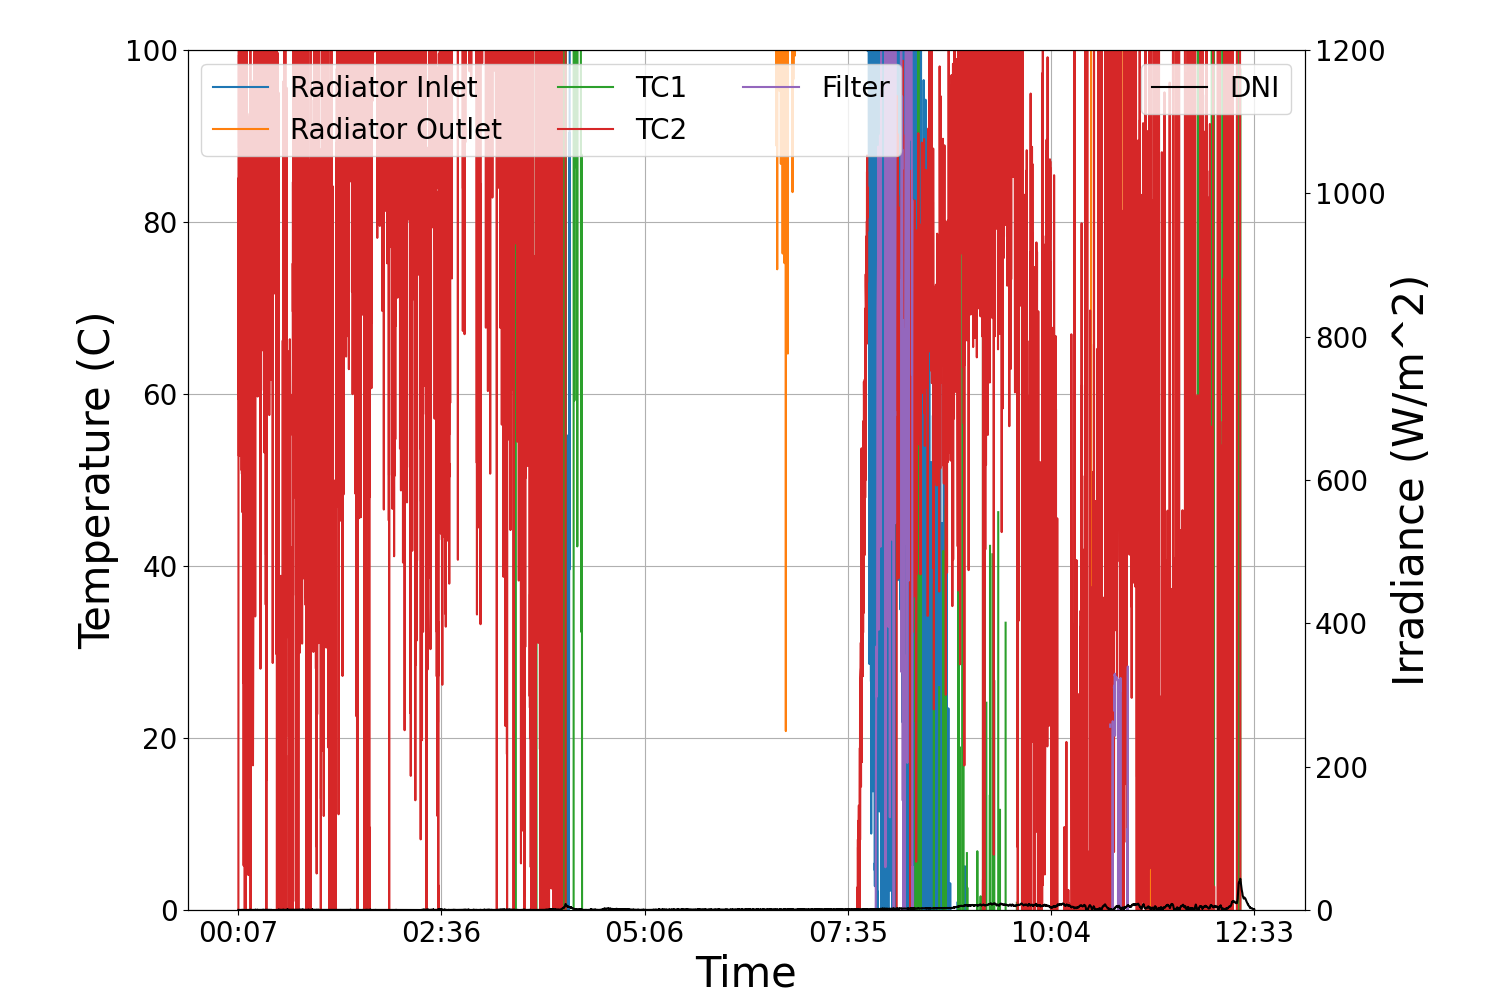 Radiator Inlet
Radiator Outlet
TC1
TC2
Filter
DNI
100
80
60
40
20
0
Temperature (C)
1200
1000
800
600
400
200
0
Irradiance (W/m^2)
00:07 02:36 05:06 07:35 10:04 12:33
Time